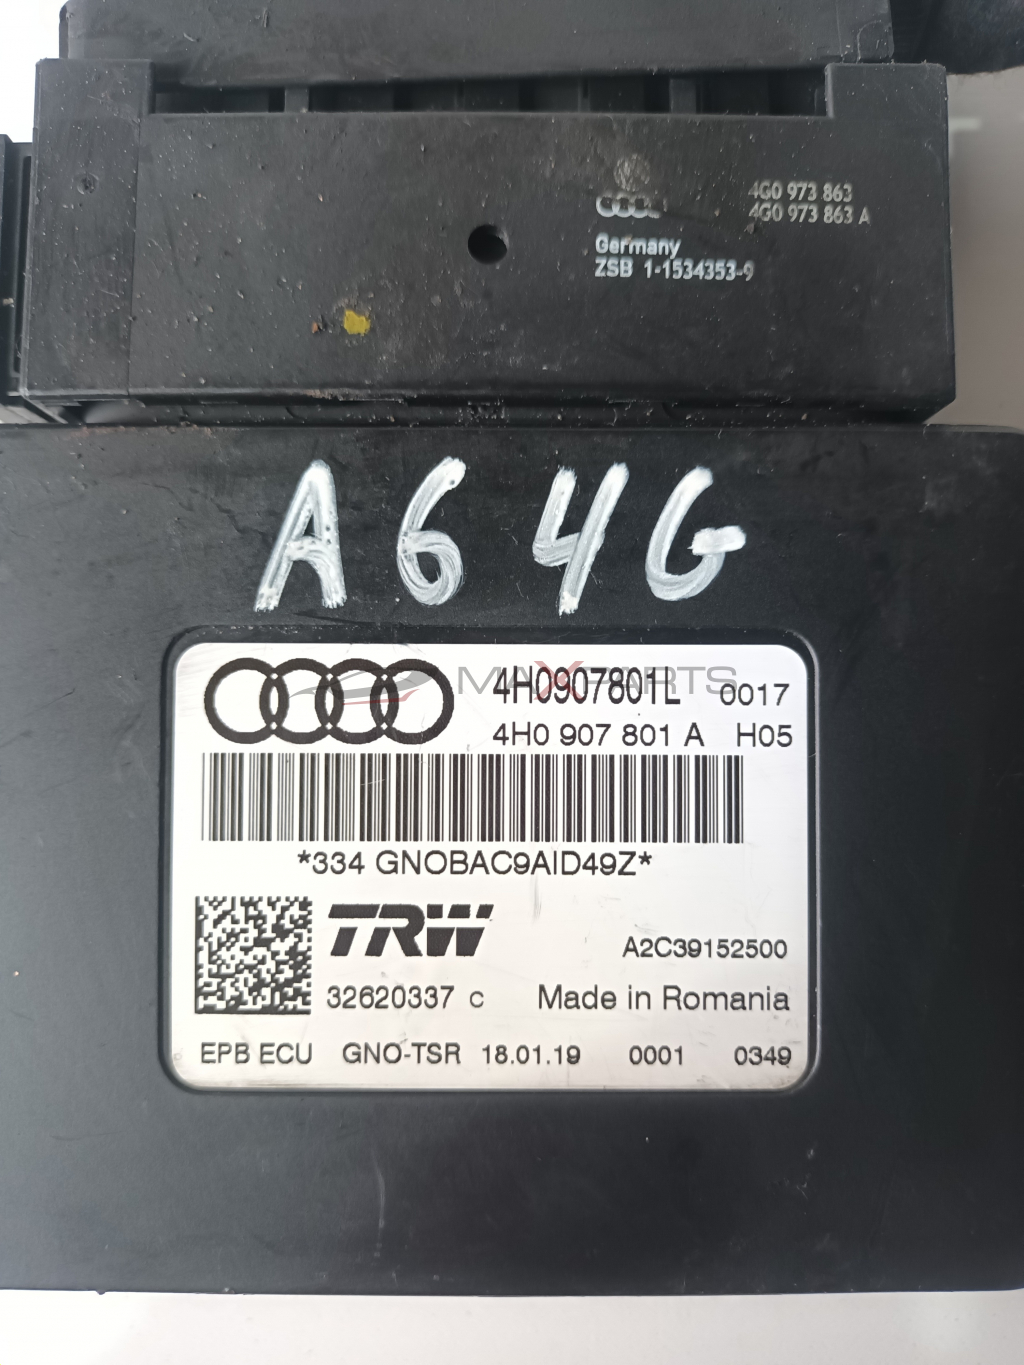 4G0 973 863
4G0 973 863 A
Germany
ZSB 1-1534353-9
A6 4G
MAXPARTS
4H0907801L 0017
4H0 907 801 A H05
*334 GNOBAC9AID49Z*
TRW
A2C39152500
32620337 C Made in Romania
EPB ECU GNO-TSR 18.01.19 0001 0349